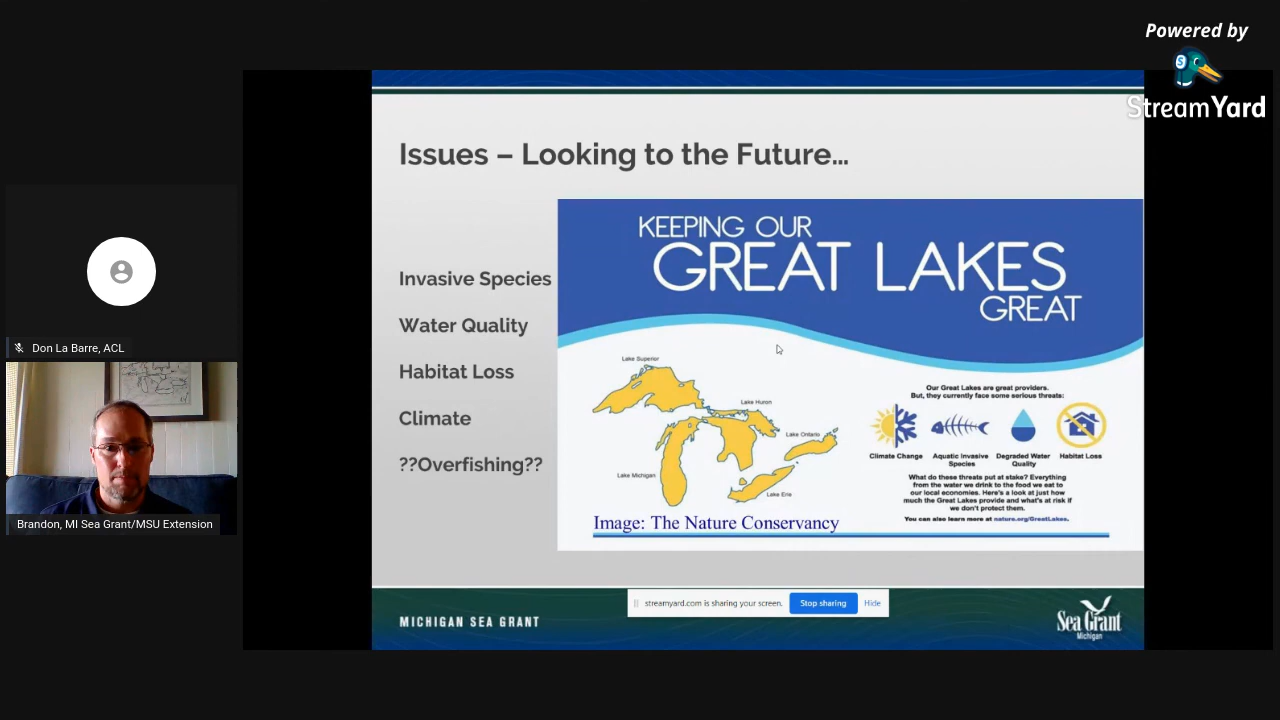 Powered by
StreamYard
Issues – Looking to the Future...
KEEPING OUR
GREAT LAKES
GREAT
Invasive Species
Water Quality
Habitat Loss
Climate
??Overfishing??
Lake Superior
Lake Huron
Lake Ontario
Lake Michigan
Lake Erie
Image: The Nature Conservancy
Our Great Lakes are great providers.
But, they currently face some serious threats:
Climate Change
Aquatic Invasive
Species
Degraded Water
Quality
Habitat Loss
What do these threats put at stake? Everything
from the water we drink to the food we eat to
our local economies. Here's a look at just how
much the Great Lakes provide and what's at risk if
we don't protect them.
You can also learn more at nature.org/GreatLakes.
streamyard.com is sharing your screen.
Stop sharing
Hide
MICHIGAN SEA GRANT
Sea Grant
Michigan
Don La Barre, ACL
Brandon, MI Sea Grant/MSU Extension